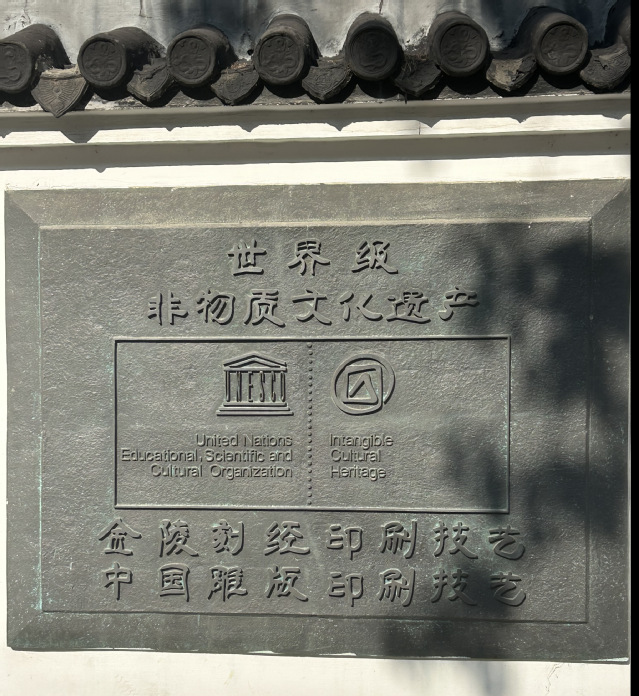 世界级
非物质文化遗产
UNESCO
United Nations
Educational, Scientific and
Cultural Organization
Intangible
Cultural
Heritage
金陵刻经印刷技艺
中国雕版印刷技艺